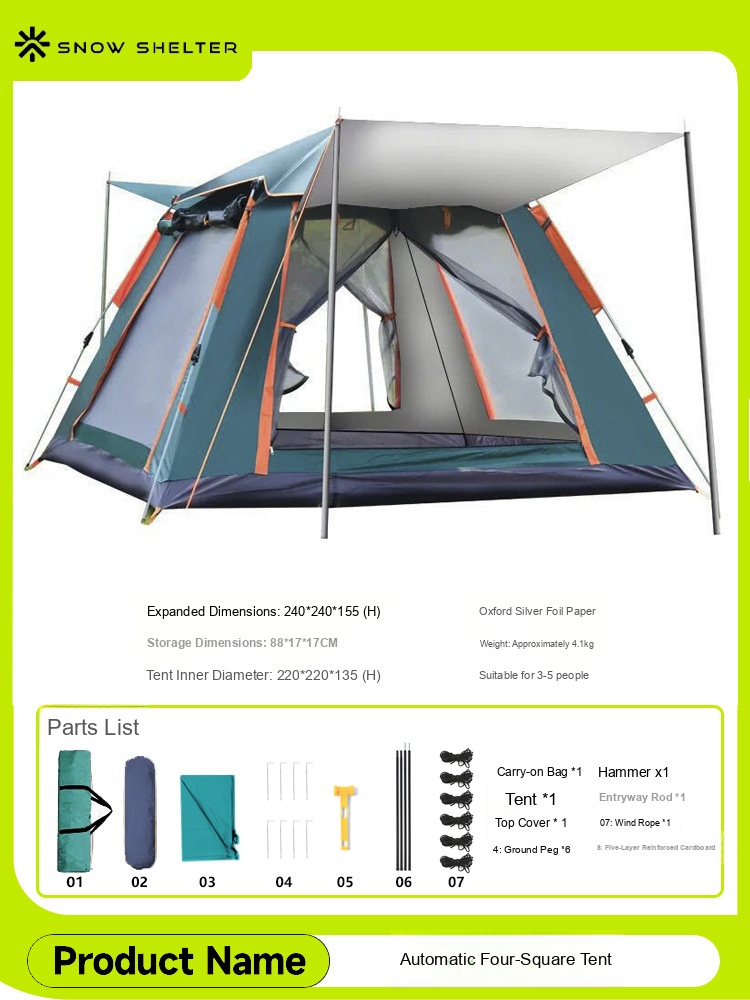 SNOW SHELTER
Expanded Dimensions: 240*240*155 (H)
Oxford Silver Foil Paper
Storage Dimensions: 88*17*17CM
Weight: Approximately 4.1kg
Tent Inner Diameter: 220*220*135 (H)
Suitable for 3-5 people
Parts List
Carry-on Bag *1
Hammer x1
Tent *1
Entryway Rod *1
Top Cover * 1
07: Wind Rope *1
4: Ground Peg *6
8: Five-Layer Reinforced Cardboard
01 02 03 04 05 06 07
Product Name
Automatic Four-Square Tent